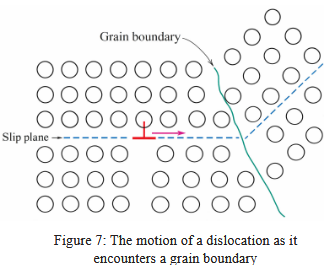 Grain boundary
Slip plane
Figure 7: The motion of a dislocation as it
encounters a grain boundary